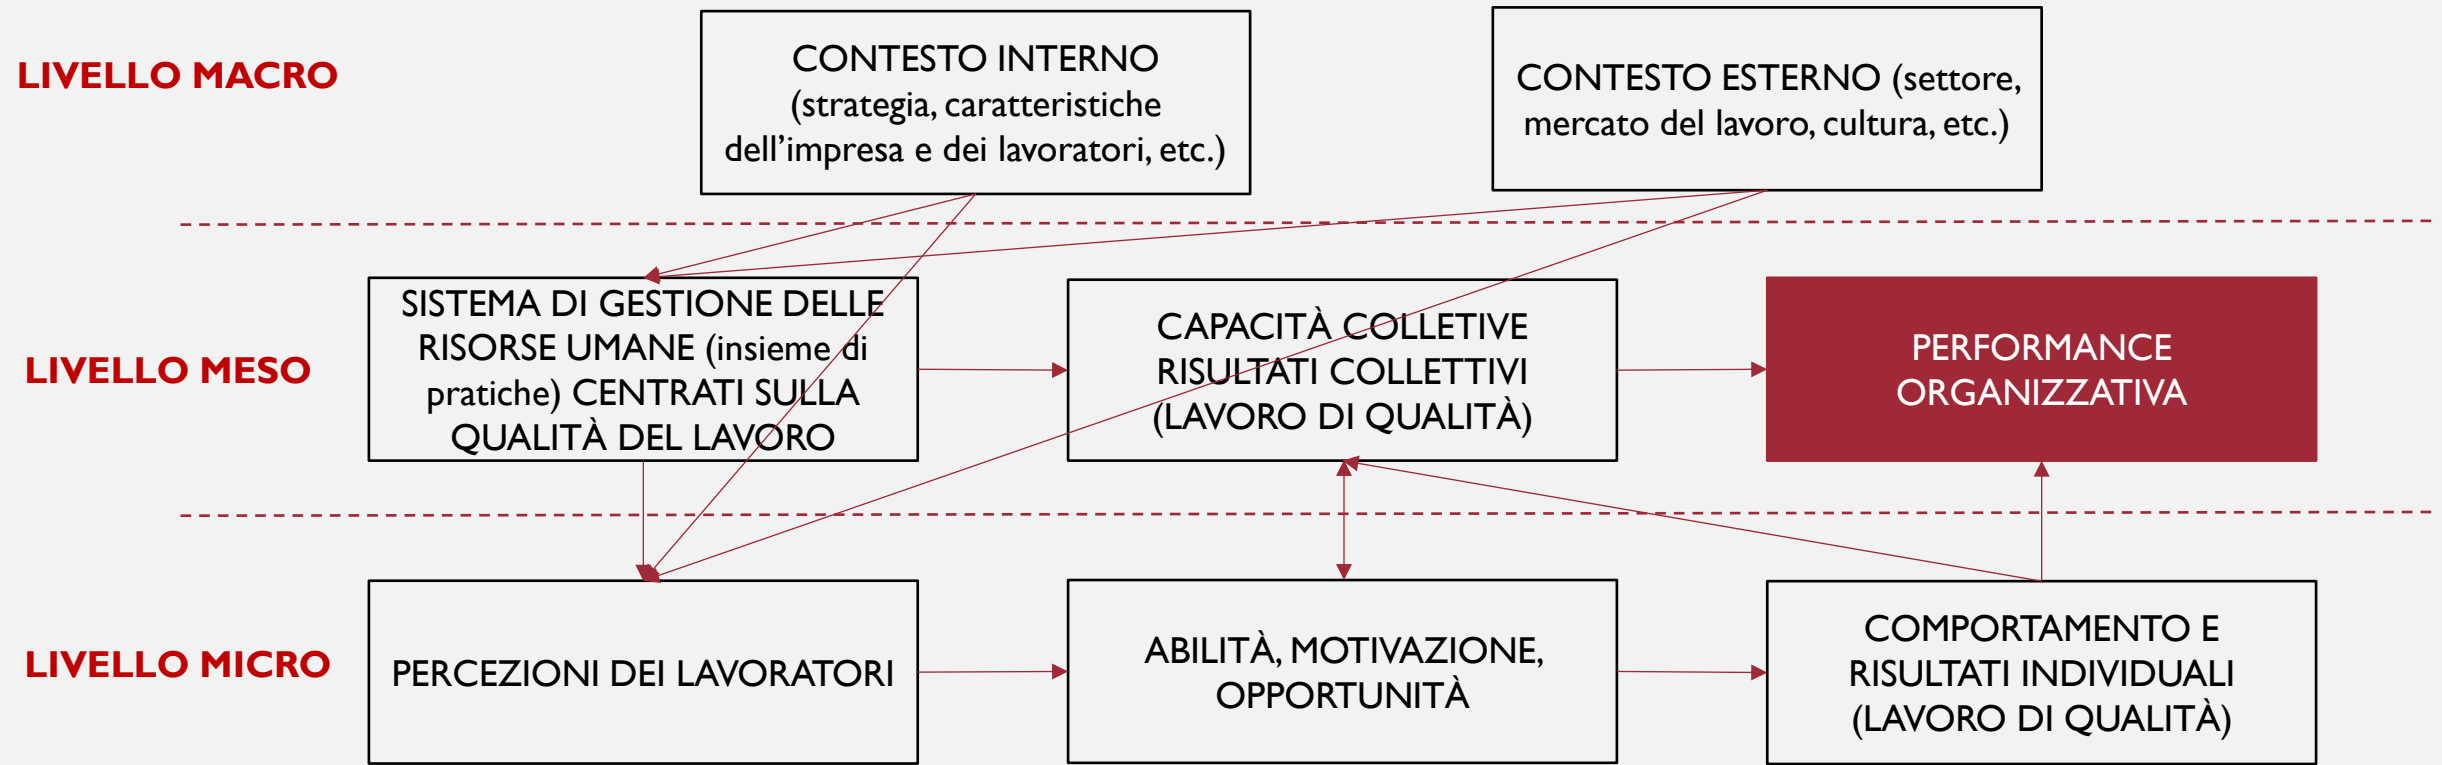 LIVELLO MACRO
CONTESTO INTERNO
(strategia, caratteristiche
dell'impresa e dei lavoratori, etc.)
CONTESTO ESTERNO (settore,
mercato del lavoro, cultura, etc.)
LIVELLO MESO
SISTEMA DI GESTIONE DELLE
RISORSE UMANE (insieme di
pratiche) CENTRATI SULLA
QUALITÀ DEL LAVORO
CAPACITÀ COLLETIVE
RISULTATI COLLETTIVI
(LAVORO DI QUALITÀ)
PERFORMANCE
ORGANIZZATIVA
LIVELLO MICRO
PERCEZIONI DEI LAVORATORI
ABILITÀ, MOTIVAZIONE,
OPPORTUNITÀ
COMPORTAMENTO E
RISULTATI INDIVIDUALI
(LAVORO DI QUALITÀ)